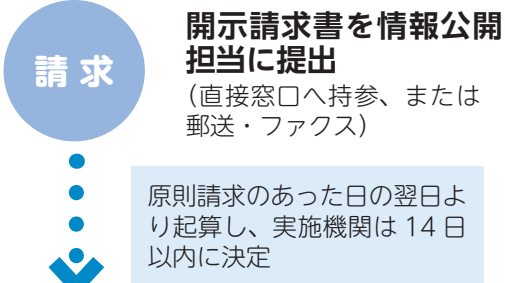 請求
開示請求書を情報公開
担当に提出
（直接窓口へ持参、または
郵送・ファクス）
原則請求のあった日の翌日よ
り起算し、実施機関は 14 日
以内に決定